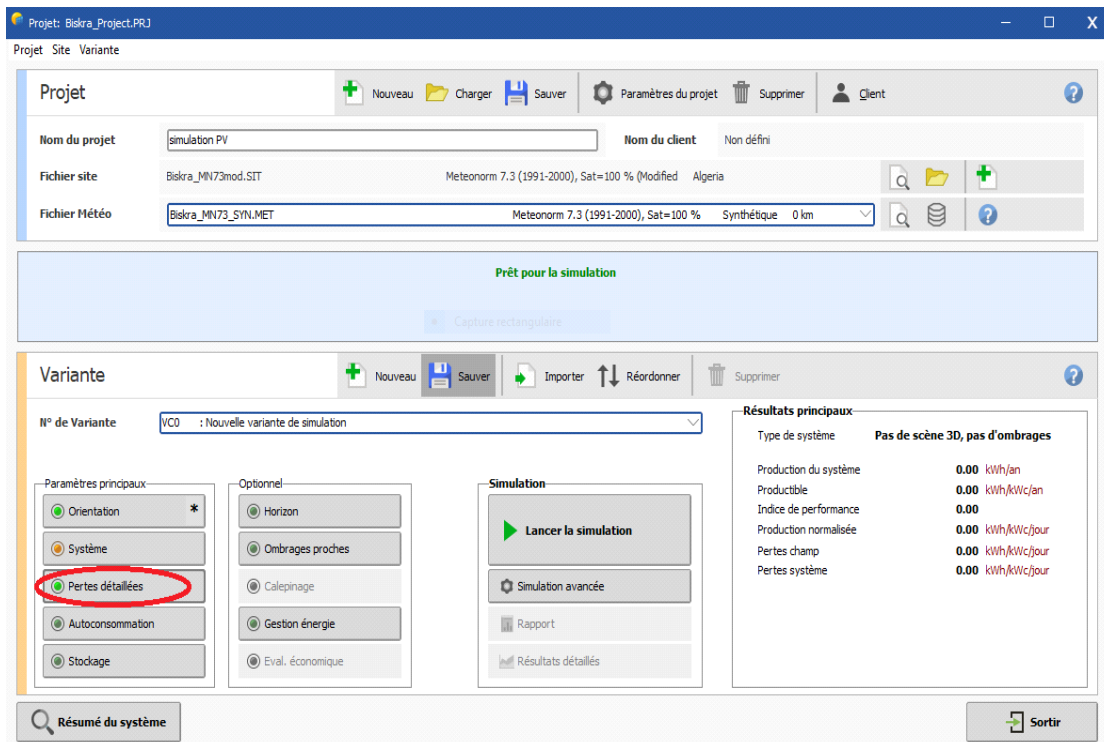 Projet: Biskra_Project.PRJ
Projet Site Variante
Projet Nouveau Charger Sauver Paramètres du projet Supprimer Client
Nom du projet simulation PV Nom du client Non défini
Fichier site Biskra_MN73mod.SIT Meteonorm 7.3 (1991-2000), Sat=100 % (Modified Algeria
Fichier Météo Biskra_MN73_SYN.MET Meteonorm 7.3 (1991-2000), Sat=100 % Synthétique 0 km
Prêt pour la simulation
Capture rectangulaire
Variante Nouveau Sauver Importer Réordonner Supprimer
N° de Variante VC0 : Nouvelle variante de simulation
Paramètres principaux
Orientation *
Système
Pertes détaillées
Autoconsommation
Stockage
Optionnel
Horizon
Ombrages proches
Calepinage
Gestion énergie
Eval. économique
Simulation
Lancer la simulation
Simulation avancée
Rapport
Résultats détaillés
Résultats principaux
Type de système Pas de scène 3D, pas d'ombrages
Production du système 0.00 kWh/an
Productible 0.00 kWh/kWc/an
Indice de performance 0.00
Production normalisée 0.00 kWh/kWc/jour
Pertes champ 0.00 kWh/kWc/jour
Pertes système 0.00 kWh/kWc/jour
Résumé du système
Sortir